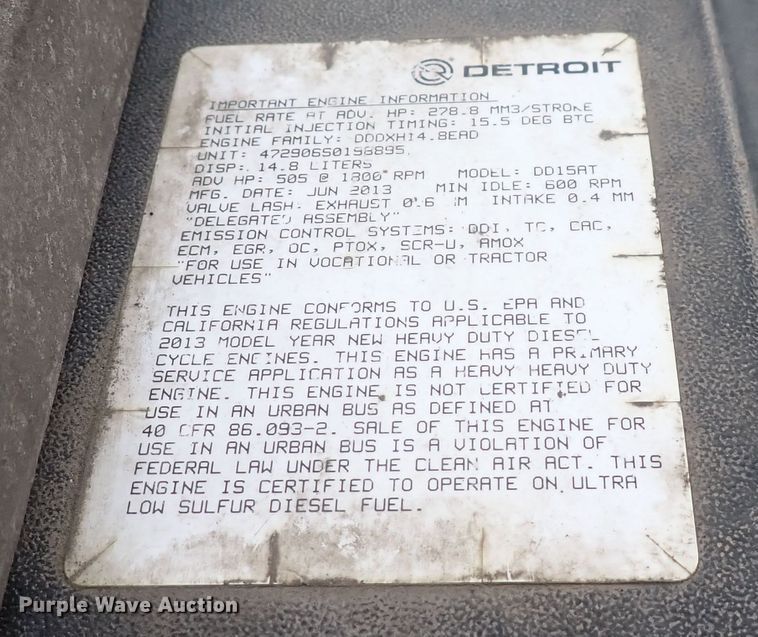 DETROIT
IMPORTANT ENGINE INFORMATION
FUEL RATE AT ADV. HP: 278.8 MM3/STROKE
INITIAL INJECTION TIMING: 15.5 DEG BTC
ENGINE FAMILY: DDDXH14.8EAD
UNIT: 472906S0198895
DISP: 14.8 LITERS
ADV HP: 505 @ 1800 RPM MODEL: DD15AT
MFG. DATE: JUN 2013 MIN IDLE: 600 RPM
VALVE LASH. EXHAUST 0.6 MM INTAKE 0.4 MM
"DELEGATED ASSEMBLY"
EMISSION CONTROL SYSTEMS: DDI, TC, CAC,
ECM, EGR, OC, PTOX, SCR-U, AMOX
"FOR USE IN VOCATIONAL OR TRACTOR
VEHICLES"
THIS ENGINE CONFORMS TO U.S. EPA AND
CALIFORNIA REGULATIONS APPLICABLE TO
2013 MODEL YEAR NEW HEAVY DUTY DIESEL
CYCLE ENGINES. THIS ENGINE HAS A PRIMARY
SERVICE APPLICATION AS A HEAVY HEAVY DUTY
ENGINE. THIS ENGINE IS NOT CERTIFIED FOR
USE IN AN URBAN BUS AS DEFINED AT
40 CFR 86.093-2. SALE OF THIS ENGINE FOR
USE IN AN URBAN BUS IS A VIOLATION OF
FEDERAL LAW UNDER THE CLEAN AIR ACT. THIS
ENGINE IS CERTIFIED TO OPERATE ON ULTRA
LOW SULFUR DIESEL FUEL.
Purple Wave Auction